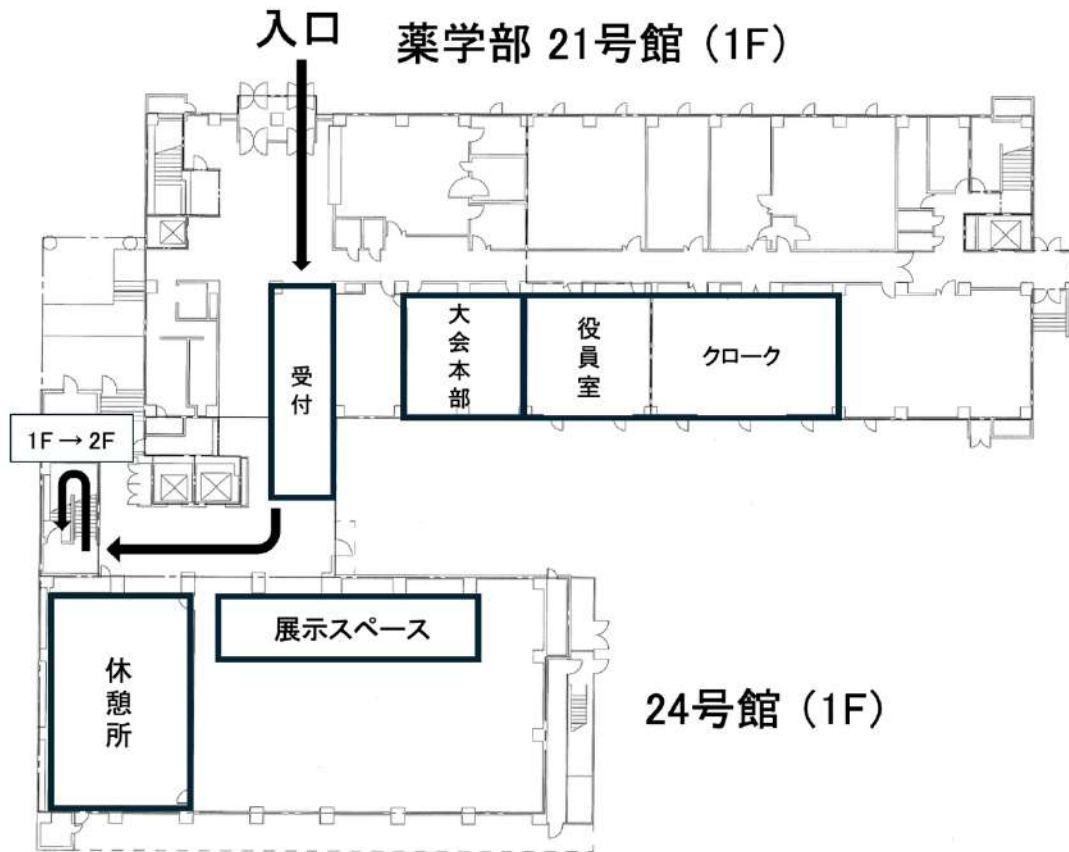 入口
薬学部 21号館（1F）
大会本部
役員室
クローク
受付
1F → 2F
展示スペース
休憩所
24号館（1F）